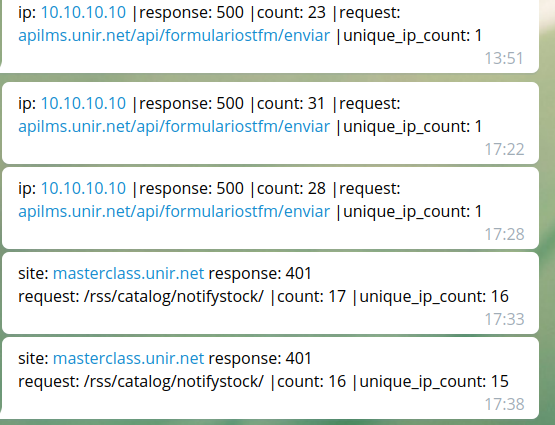 ip: 10.10.10.10 |response: 500 |count: 23 |request:
apilms.unir.net/api/formulariostfm/enviar |unique_ip_count: 1
13:51
ip: 10.10.10.10 |response: 500 |count: 31 |request:
apilms.unir.net/api/formulariostfm/enviar |unique_ip_count: 1
17:22
ip: 10.10.10.10 |response: 500 |count: 28 |request:
apilms.unir.net/api/formulariostfm/enviar |unique_ip_count: 1
17:28
site: masterclass.unir.net response: 401
request: /rss/catalog/notifystock/ |count: 17 |unique_ip_count: 16
17:33
site: masterclass.unir.net response: 401
request: /rss/catalog/notifystock/ |count: 16 |unique_ip_count: 15
17:38